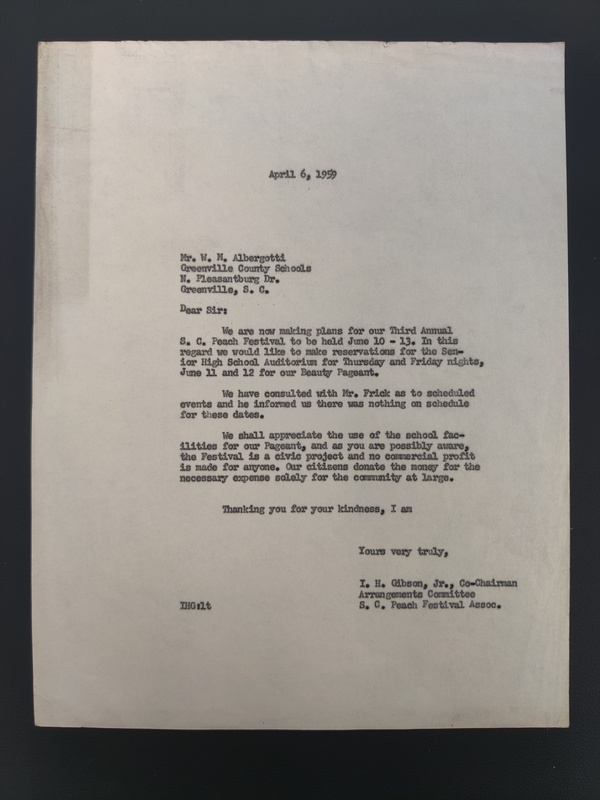 April 6, 1959
Mr. W. N. Albergotti
Greenville County Schools
N. Pleasantburg Dr.
Greenville, S. C.
Dear Sir:
We are now making plans for our Third Annual
S. C. Peach Festival to be held June 10 - 13. In this
regard we would like to make reservations for the Sen-
ior High School Auditorium for Thursday and Friday nights,
June 11 and 12 for our Beauty Pageant.
We have consulted with Mr. Frick as to scheduled
events and he informed us there was nothing on schedule
for these dates.
We shall appreciate the use of the school fac-
ilities for our Pageant, and as you are possibly aware,
the Festival is a civic project and no commercial profit
is made for anyone. Our citizens donate the money for the
necessary expense solely for the community at large.
Thanking you for your kindness, I am
Yours very truly,
I. H. Gibson, Jr., Co-Chairman
Arrangements Committee
IHG:lt S. C. Peach Festival Assoc.